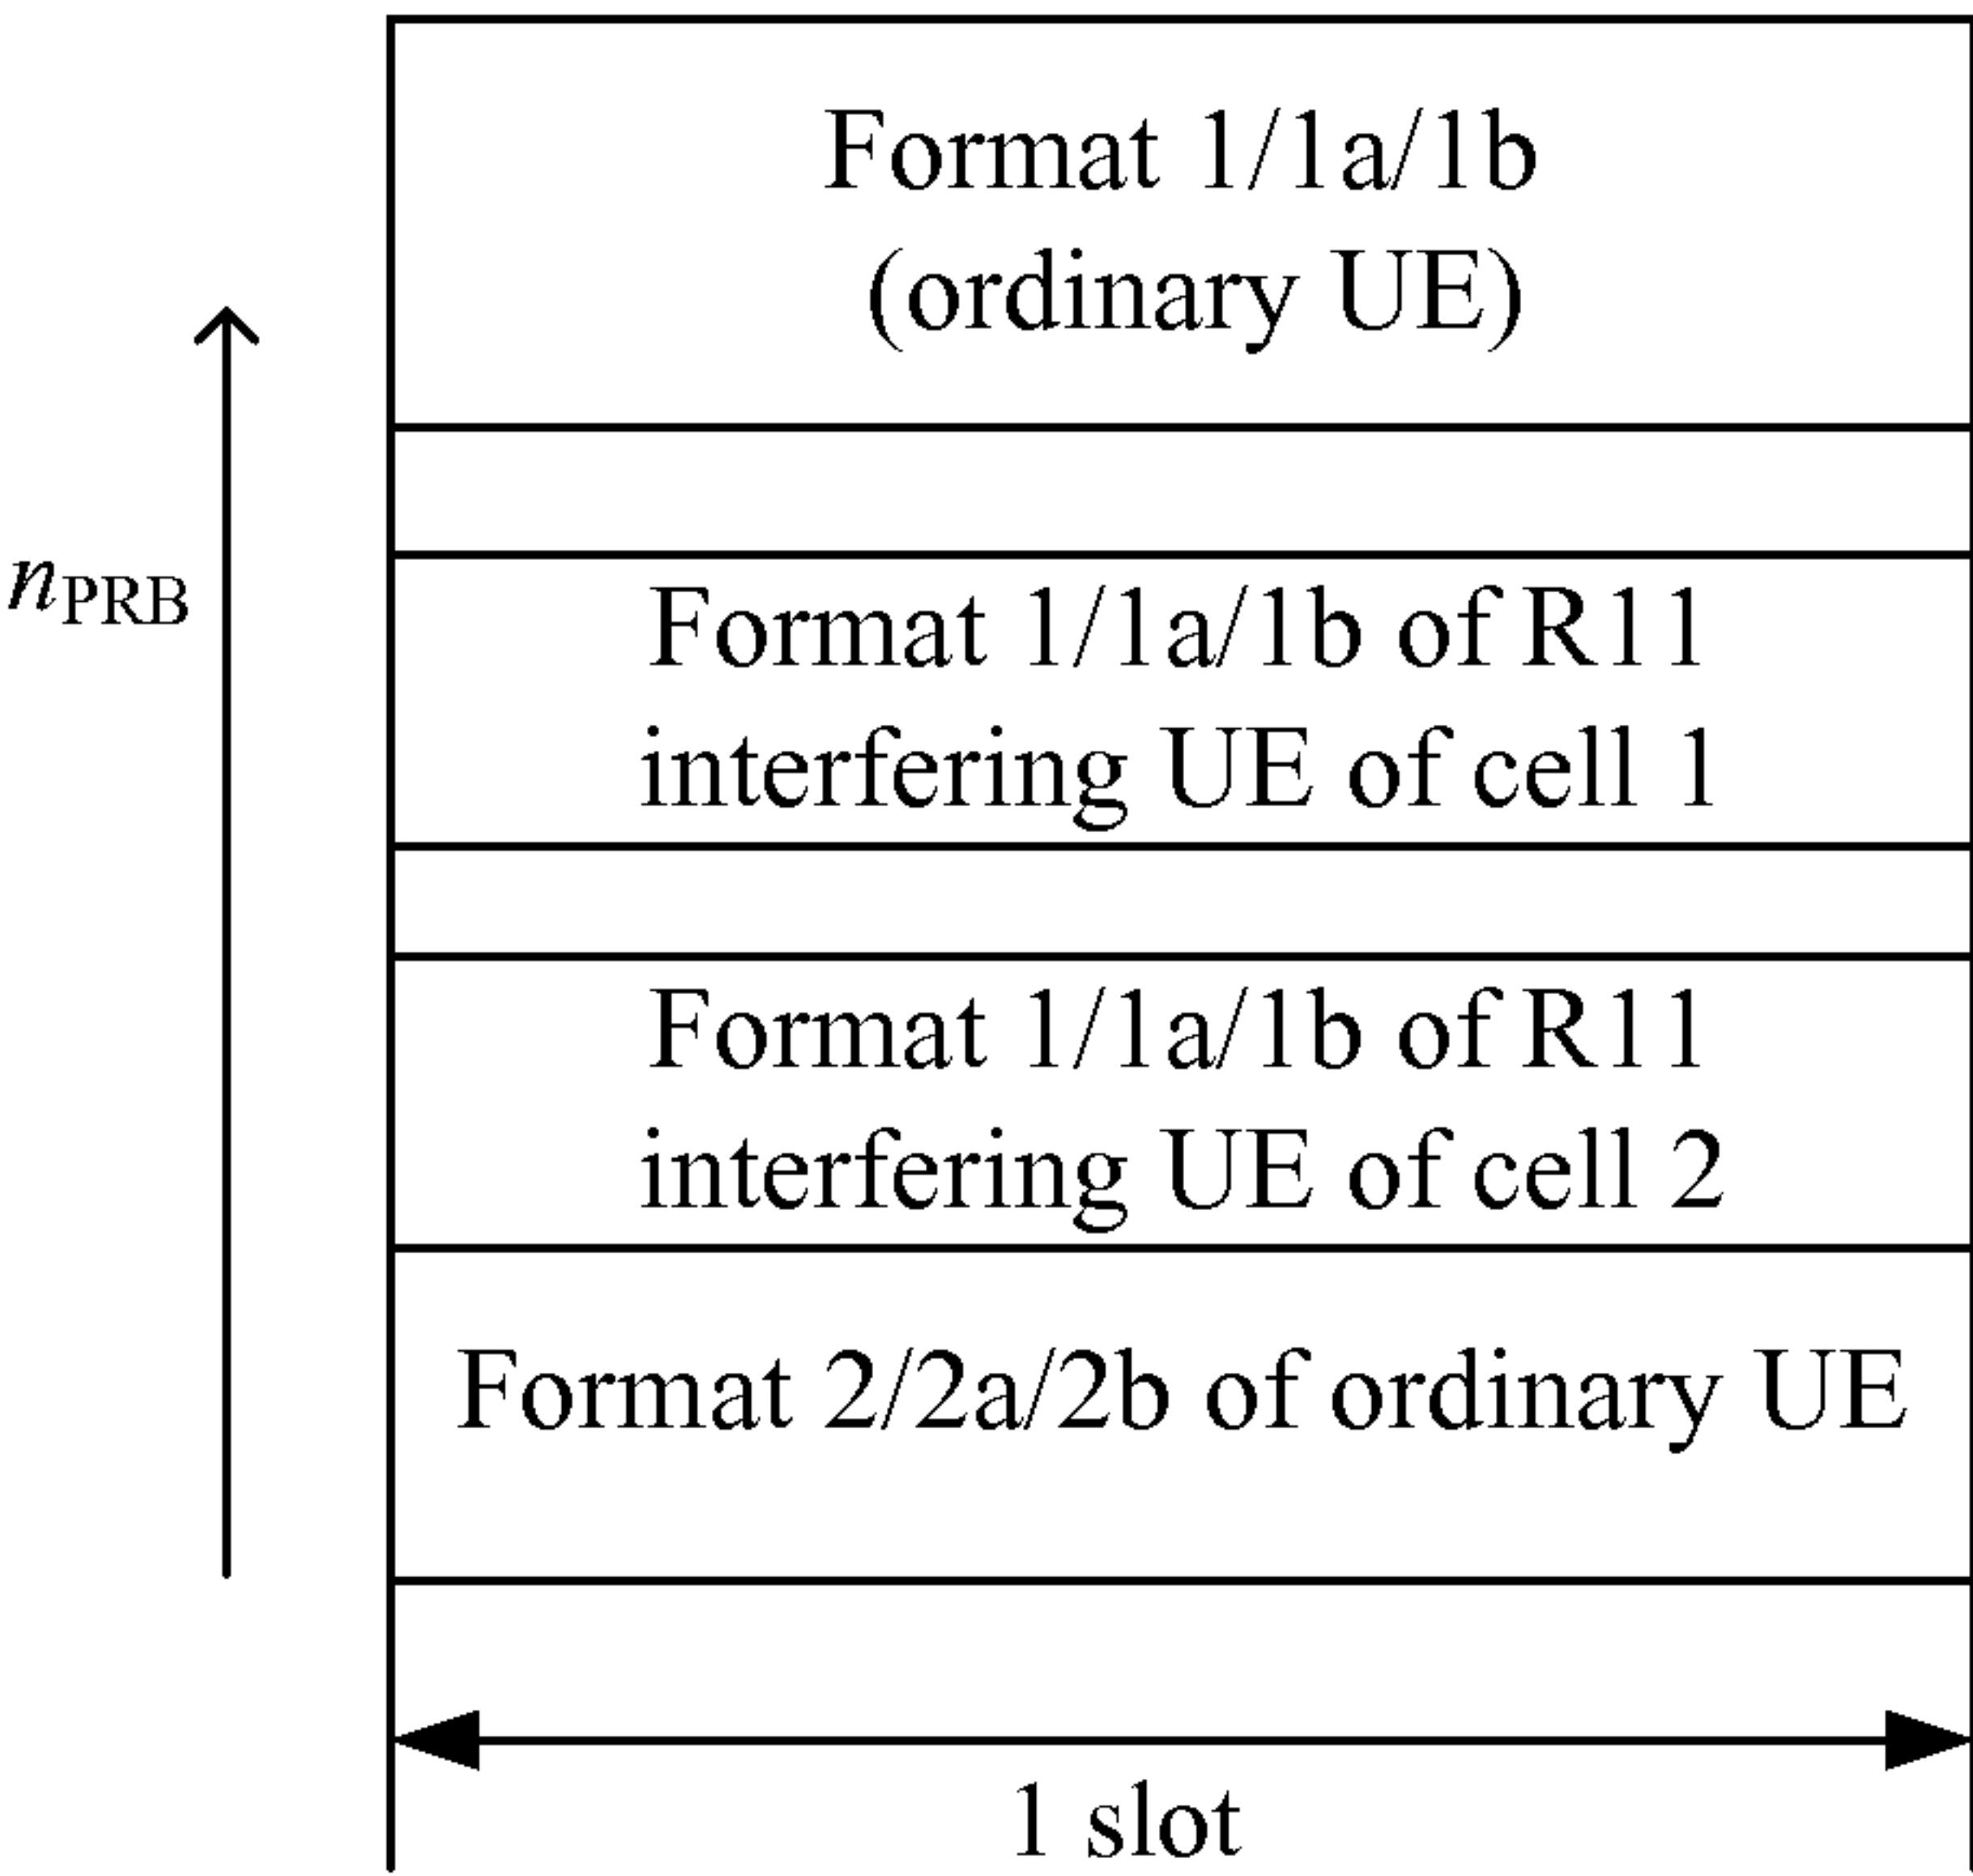 Format 1/1a/1b
(ordinary UE)
nPRB
Format 1/1a/1b of R11
interfering UE of cell 1
Format 1/1a/1b of R11
interfering UE of cell 2
Format 2/2a/2b of ordinary UE
1 slot